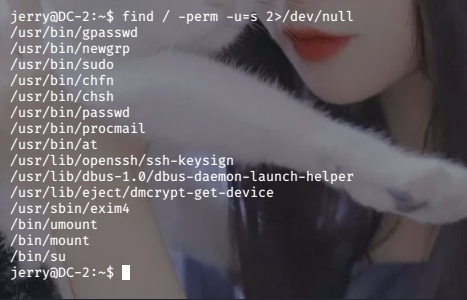 jerry@DC-2:~$ find / -perm -u=s 2>/dev/null
/usr/bin/gpasswd
/usr/bin/newgrp
/usr/bin/sudo
/usr/bin/chfn
/usr/bin/chsh
/usr/bin/passwd
/usr/bin/procmail
/usr/bin/at
/usr/lib/openssh/ssh-keysign
/usr/lib/dbus-1.0/dbus-daemon-launch-helper
/usr/lib/eject/dmcrypt-get-device
/usr/sbin/exim4
/bin/umount
/bin/mount
/bin/su
jerry@DC-2:~$